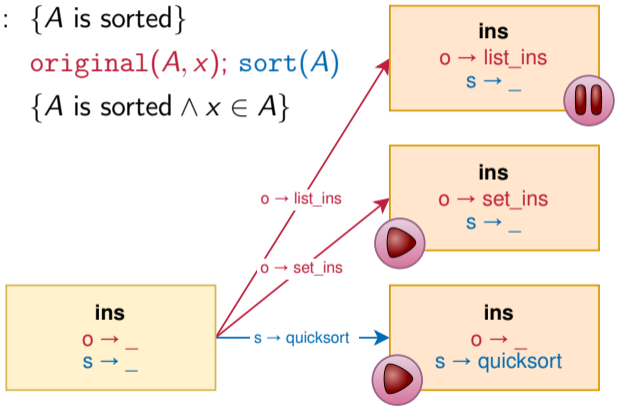 : {A is sorted}
original(A, x); sort(A)
{A is sorted ∧ x ∈ A}
ins
o → list_ins
s → _
o → list_ins
ins
o → set_ins
s → _
o → set_ins
ins
o → _
s → _
s → quicksort
ins
o → _
s → quicksort